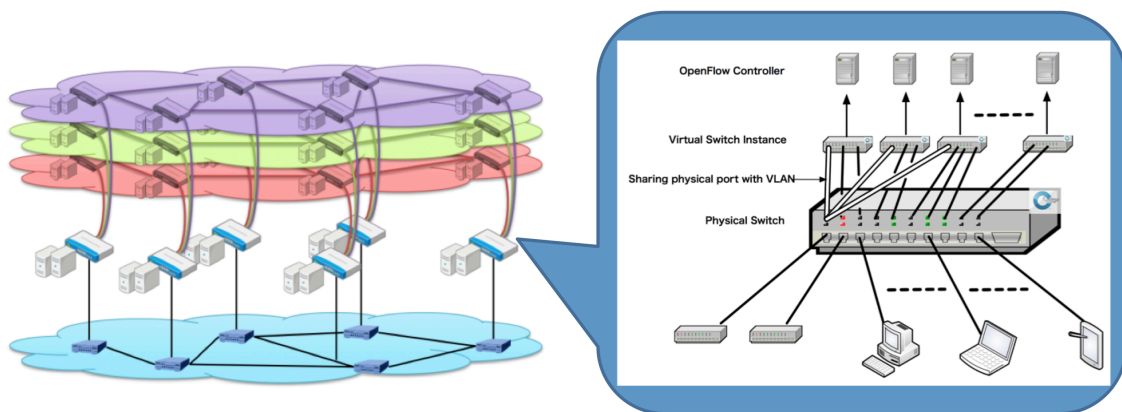 OpenFlow Controller
Virtual Switch Instance
Sharing physical port with VLAN
Physical Switch